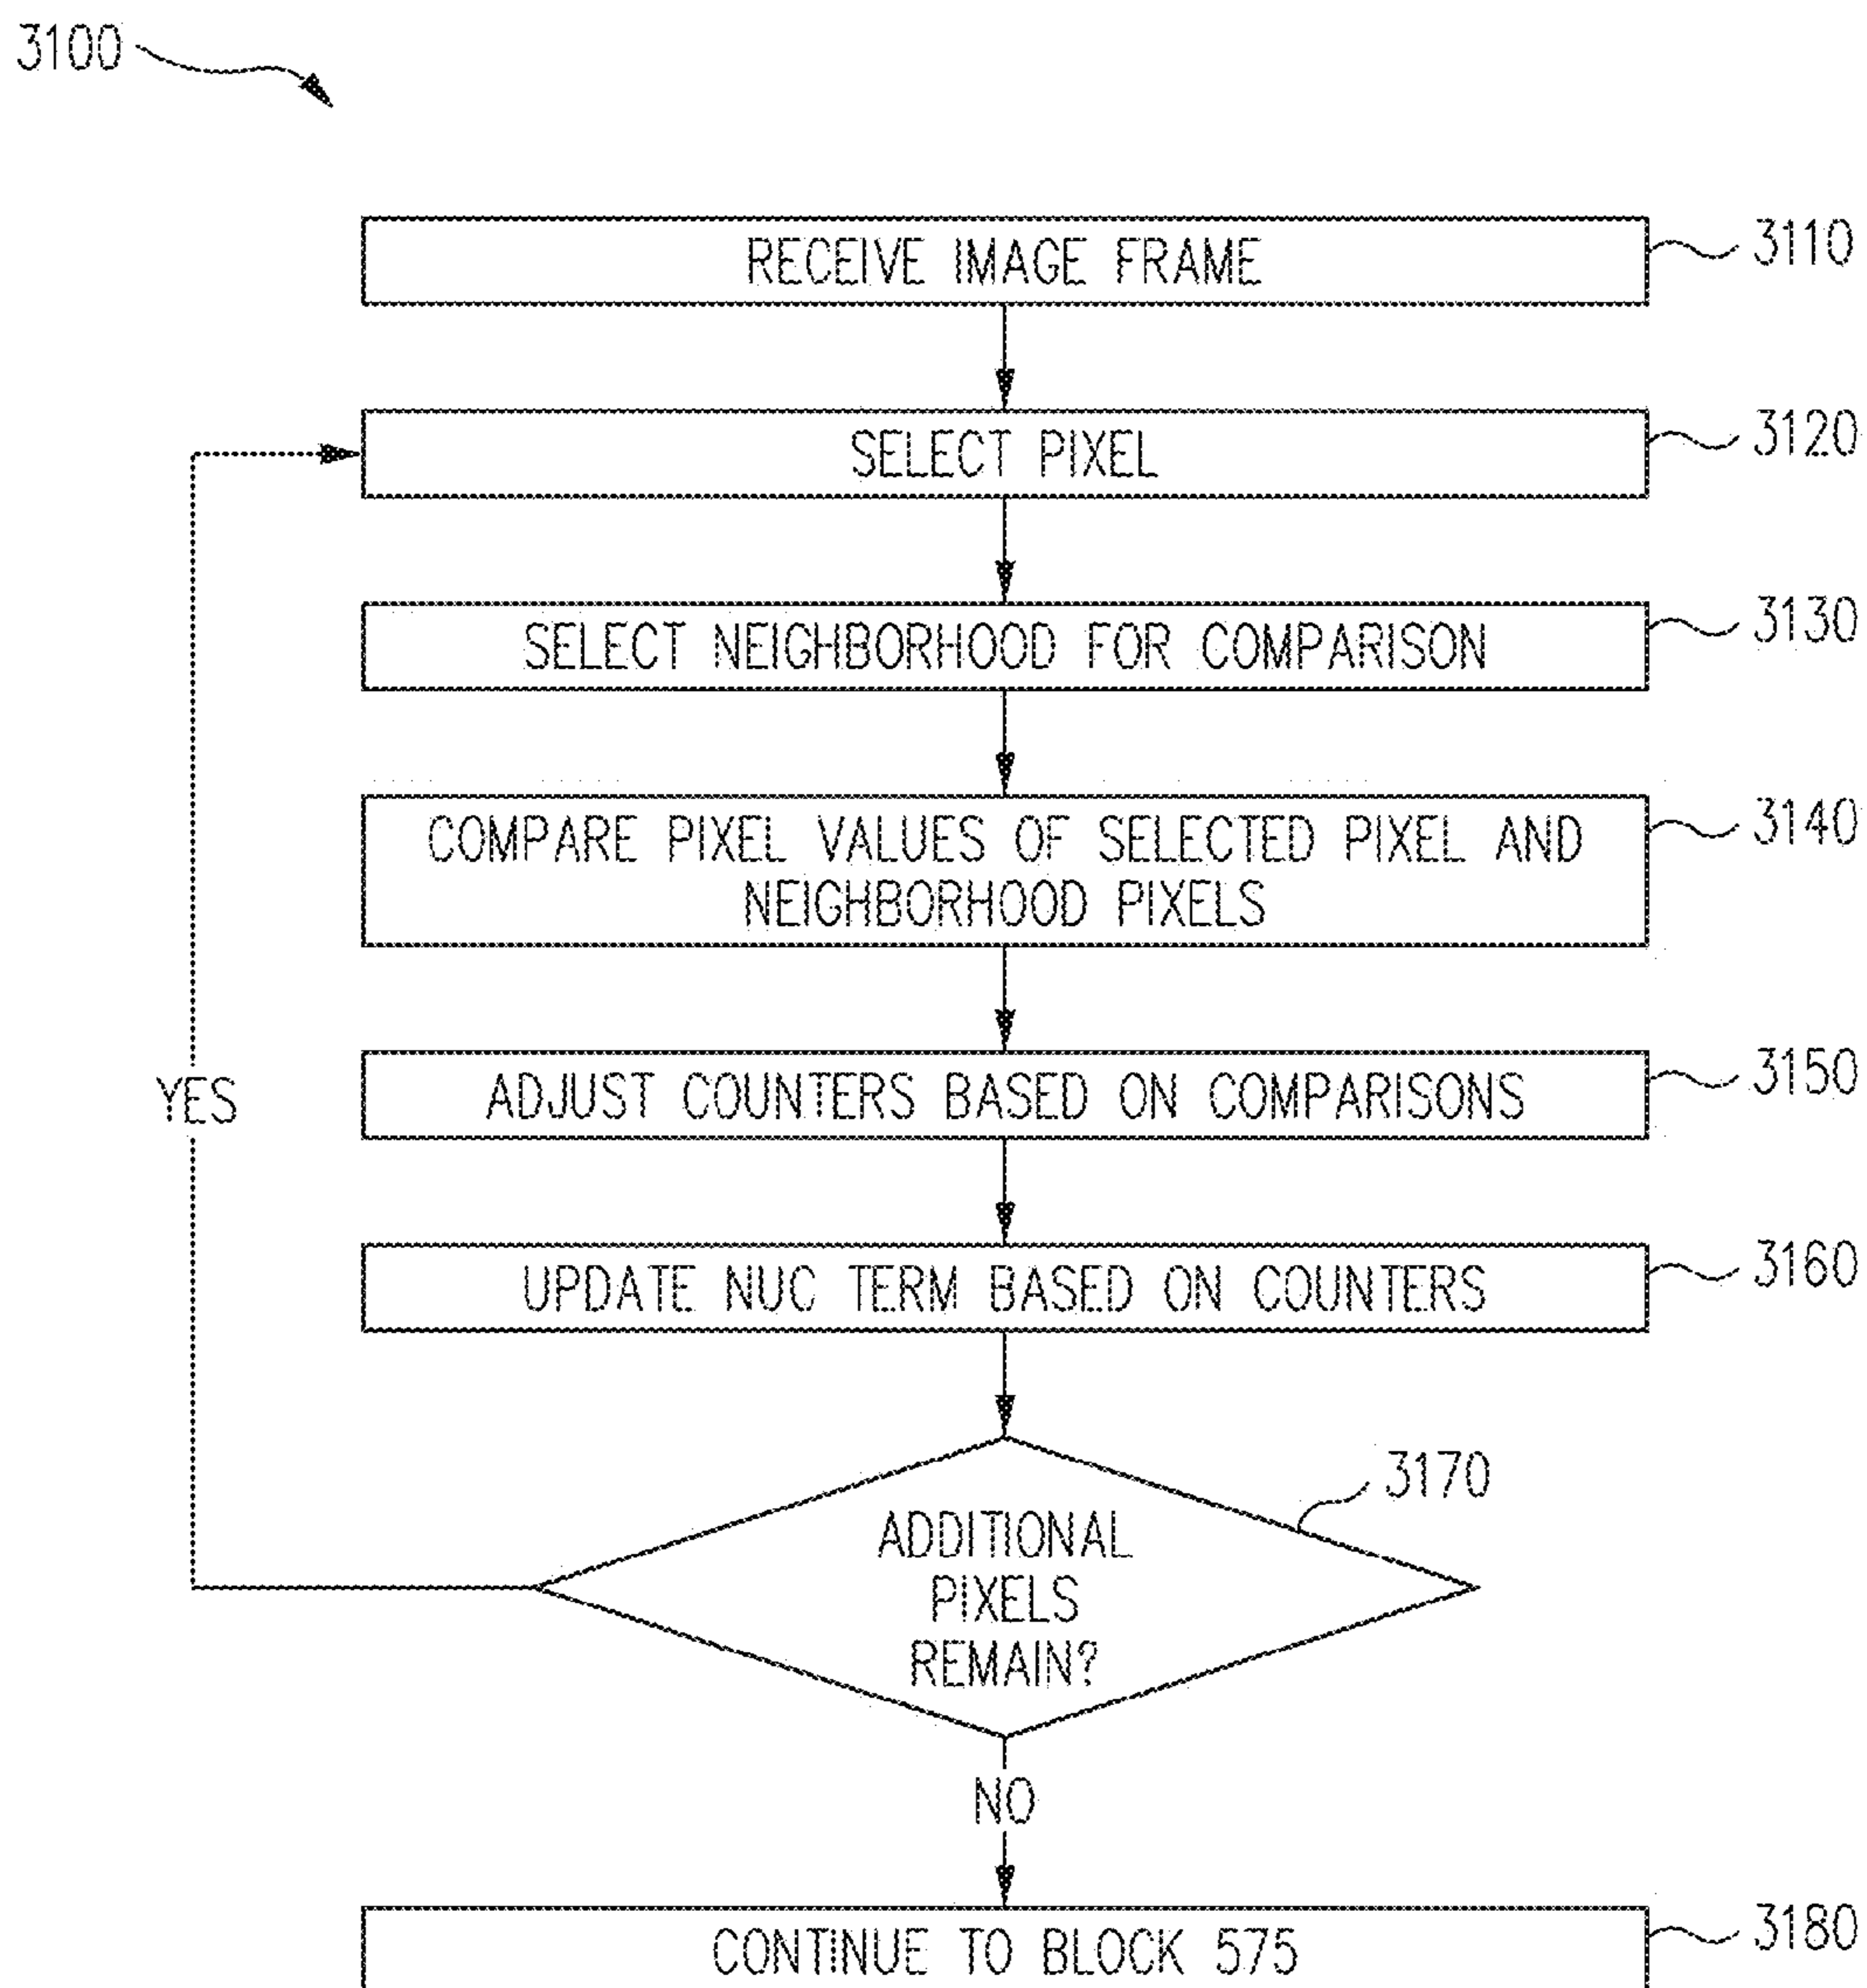 3100
RECEIVE IMAGE FRAME
3110
SELECT PIXEL
3120
SELECT NEIGHBORHOOD FOR COMPARISON
3130
COMPARE PIXEL VALUES OF SELECTED PIXEL AND
NEIGHBORHOOD PIXELS
3140
ADJUST COUNTERS BASED ON COMPARISONS
3150
YES
UPDATE NUC TERM BASED ON COUNTERS
3160
3170
ADDITIONAL
PIXELS
REMAIN?
NO
CONTINUE TO BLOCK 575
3180